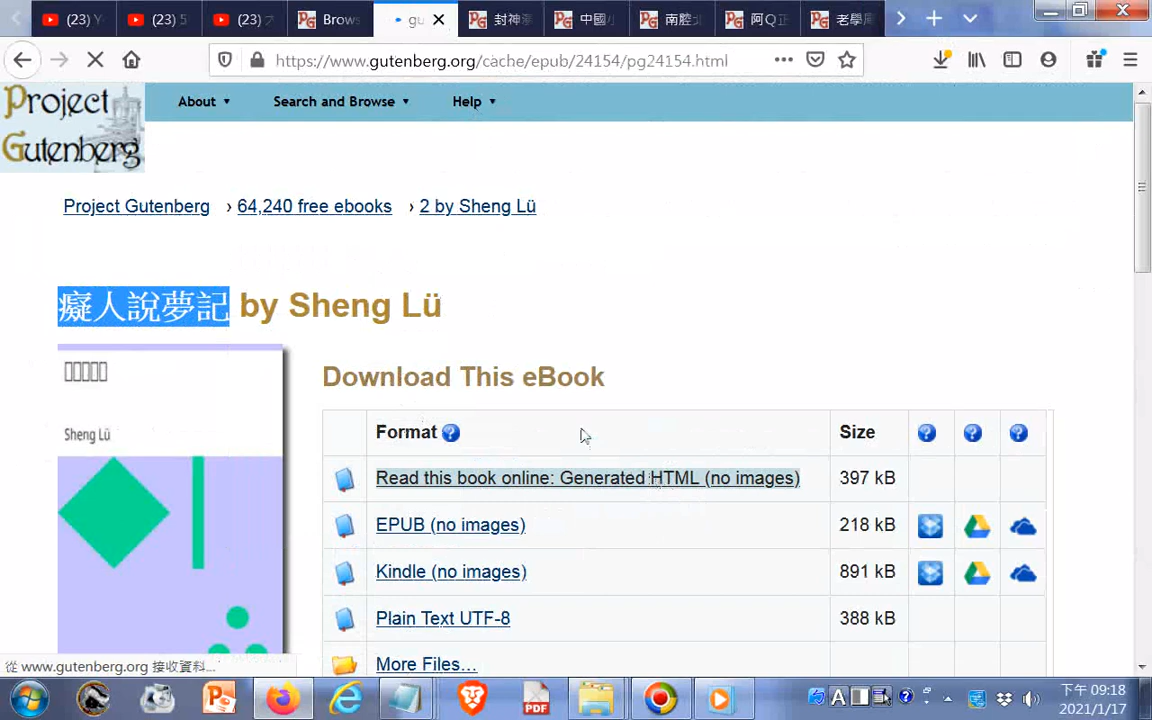 (23) Y
(23) 5
(23)
Brows
gu
封神
中國
南腔北
阿Q正
老學
https://www.gutenberg.org/cache/epub/24154/pg24154.html
Project
Gutenberg
About ▼
Search and Browse ▼
Help ▼
Project Gutenberg › 64,240 free ebooks › 2 by Sheng Lü
癡人說夢記 by Sheng Lü
Sheng Lü
Download This eBook
Format ? Size ? ? ?
Read this book online: Generated HTML (no images) 397 kB
EPUB (no images) 218 kB
Kindle (no images) 891 kB
Plain Text UTF-8 388 kB
More Files…
從 www.gutenberg.org 接收資料...
PDF
A
下午 09:18
2021/1/17